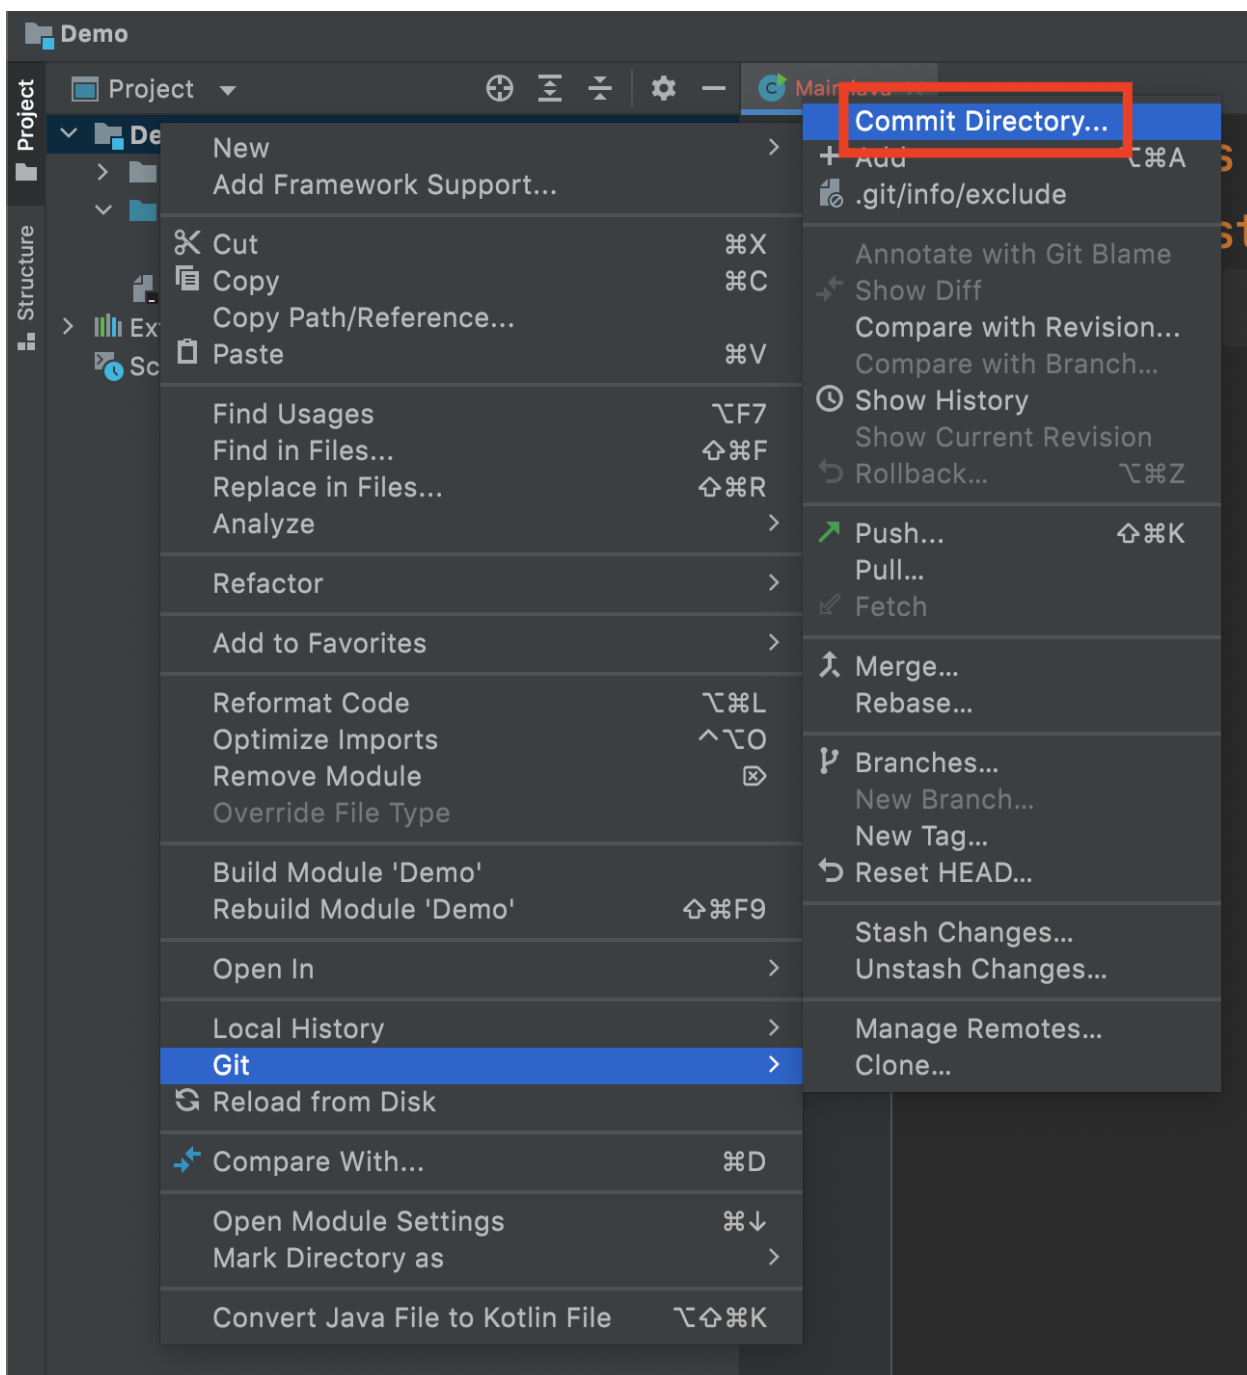 Demo
Project
Project
Structure
Main.java
De
Ex
Sc
New
Add Framework Support...
Cut ⌘X
Copy ⌘C
Copy Path/Reference...
Paste ⌘V
Find Usages ⌥F7
Find in Files... ⇧⌘F
Replace in Files... ⇧⌘R
Analyze
Refactor
Add to Favorites
Reformat Code ⌥⌘L
Optimize Imports ^⌥O
Remove Module ⌦
Override File Type
Build Module 'Demo'
Rebuild Module 'Demo' ⇧⌘F9
Open In
Local History
Git
Reload from Disk
Compare With... ⌘D
Open Module Settings ⌘↓
Mark Directory as
Convert Java File to Kotlin File ⌥⇧⌘K
Commit Directory...
Add ⌥⌘A
.git/info/exclude
Annotate with Git Blame
Show Diff
Compare with Revision...
Compare with Branch...
Show History
Show Current Revision
Rollback... ⌥⌘Z
Push... ⇧⌘K
Pull...
Fetch
Merge...
Rebase...
Branches...
New Branch...
New Tag...
Reset HEAD...
Stash Changes...
Unstash Changes...
Manage Remotes...
Clone...
s
st